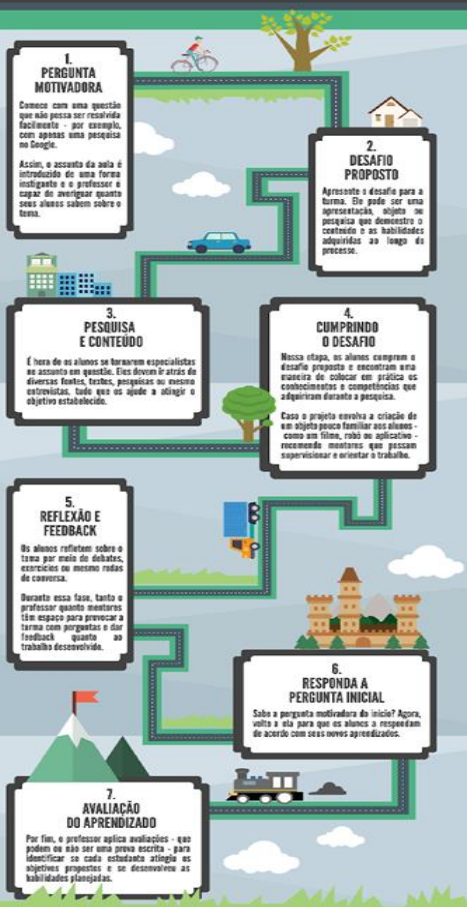 1.
PERGUNTA
MOTIVADORA
Comece com uma questão
que não possa ser resolvida
facilmente - por exemplo,
com apenas uma pesquisa
no Google.
Assim, o assunto da aula é
introduzido de uma forma
instigante e o professor é
capaz de averiguar quanto
seus alunos sabem sobre o
tema.
2.
DESAFIO
PROPOSTO
Apresente o desafio para a
turma. Ele pode ser uma
apresentação, objeto ou
pesquisa que demonstre o
conteúdo e as habilidades
adquiridas ao longo do
processo.
3.
PESQUISA
E CONTEÚDO
É hora de os alunos se tornarem especialistas
no assunto em questão. Eles devem ir atrás de
diversas fontes, textos, pesquisas ou mesmo
entrevistas, tudo que os ajude a atingir o
objetivo estabelecido.
4.
CUMPRINDO
O DESAFIO
Nessa etapa, os alunos cumprem o
desafio proposto e encontram uma
maneira de colocar em prática os
conhecimentos e competências que
adquiriram durante a pesquisa.
Caso o projeto envolva a criação de
um objeto pouco familiar aos alunos -
como um filme, robô ou aplicativo -
recomendo mentores que possam
supervisionar e orientar o trabalho.
5.
REFLEXÃO E
FEEDBACK
Os alunos refletem sobre o
tema por meio de debates,
exercícios ou mesmo rodas
de conversa.
Durante essa fase, tanto o
professor quanto mentores
têm espaço para provocar a
turma com perguntas e dar
feedback quanto ao
trabalho desenvolvido.
6.
RESPONDA A
PERGUNTA INICIAL
Sabe a pergunta motivadora do início? Agora,
volte a ela para que os alunos a respondam
de acordo com seus novos aprendizados.
7.
AVALIAÇÃO
DO APRENDIZADO
Por fim, o professor aplica avaliações - que
podem ou não ser uma prova escrita - para
identificar se cada estudante atingiu os
objetivos propostos e se desenvolveu as
habilidades planejadas.